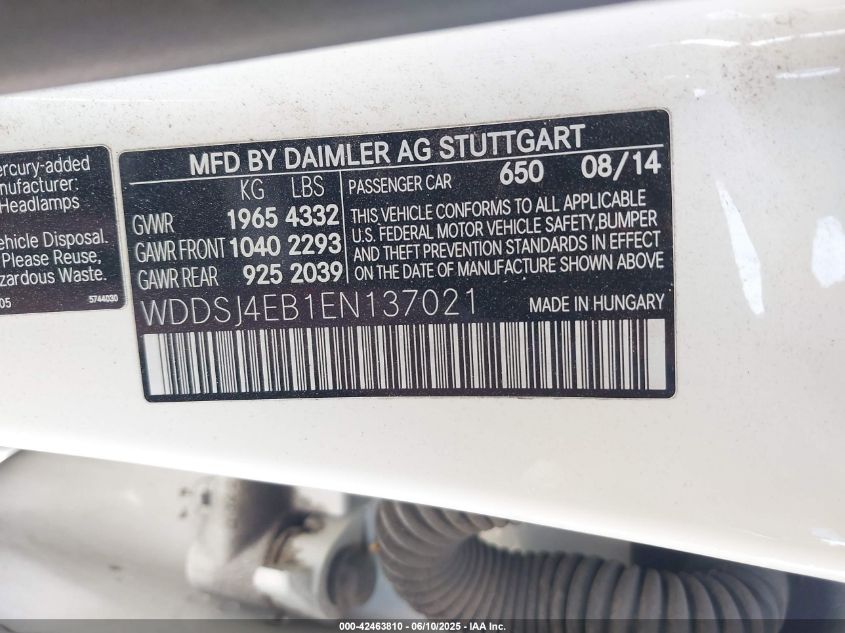 ercury-added
nufacturer:
Headlamps
ehicle Disposal.
Please Reuse,
azardous Waste.
05 5744030
MFD BY DAIMLER AG STUTTGART
KG LBS
GVWR 1965 4332
GAWR FRONT 1040 2293
GAWR REAR 925 2039
PASSENGER CAR 650 08/14
THIS VEHICLE CONFORMS TO ALL APPLICABLE
U.S. FEDERAL MOTOR VEHICLE SAFETY,BUMPER
AND THEFT PREVENTION STANDARDS IN EFFECT
ON THE DATE OF MANUFACTURE SHOWN ABOVE
WDDSJ4EB1EN137021 MADE IN HUNGARY
000-42463810 - 06/10/2025 - IAA Inc.